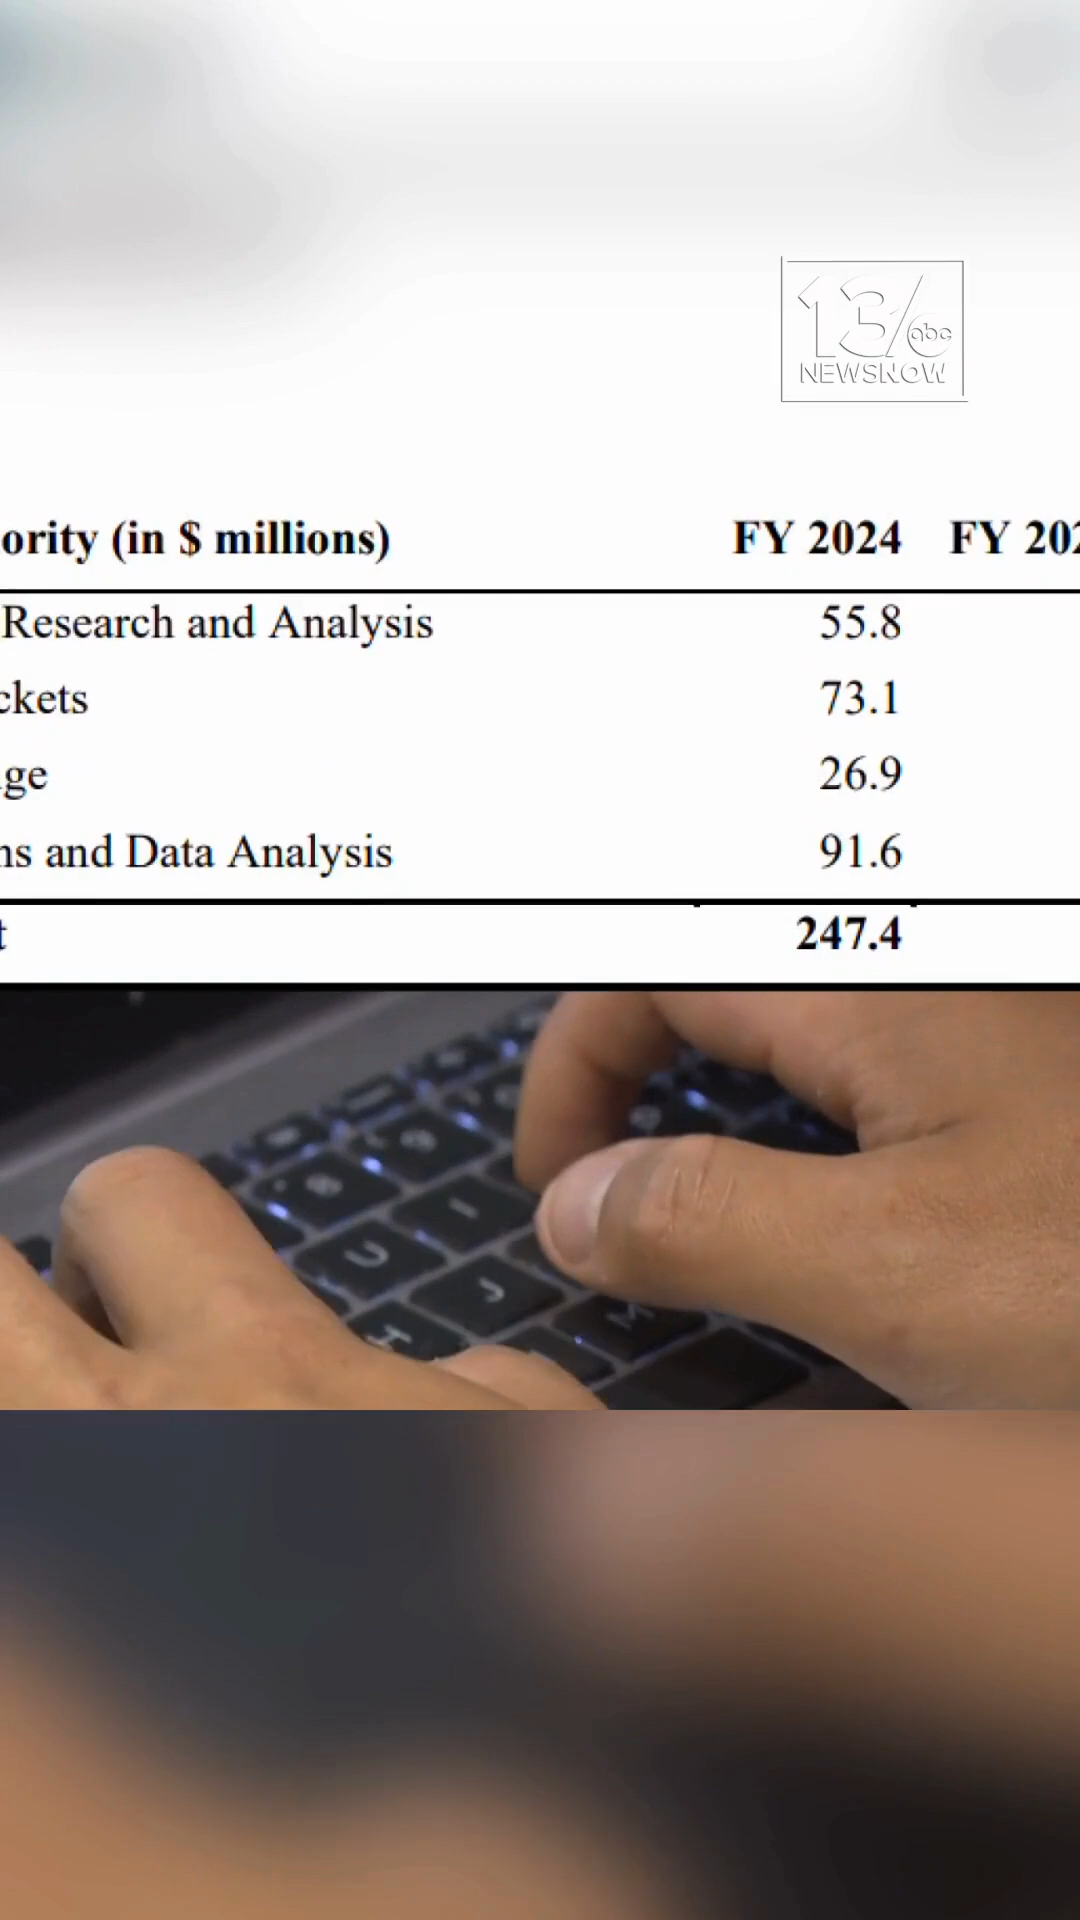 13 abc
NEWSNOW
ority (in $ millions) FY 2024 FY 202
Research and Analysis 55.8
ckets 73.1
ge 26.9
ns and Data Analysis 91.6
t 247.4
U
I
J
H
M